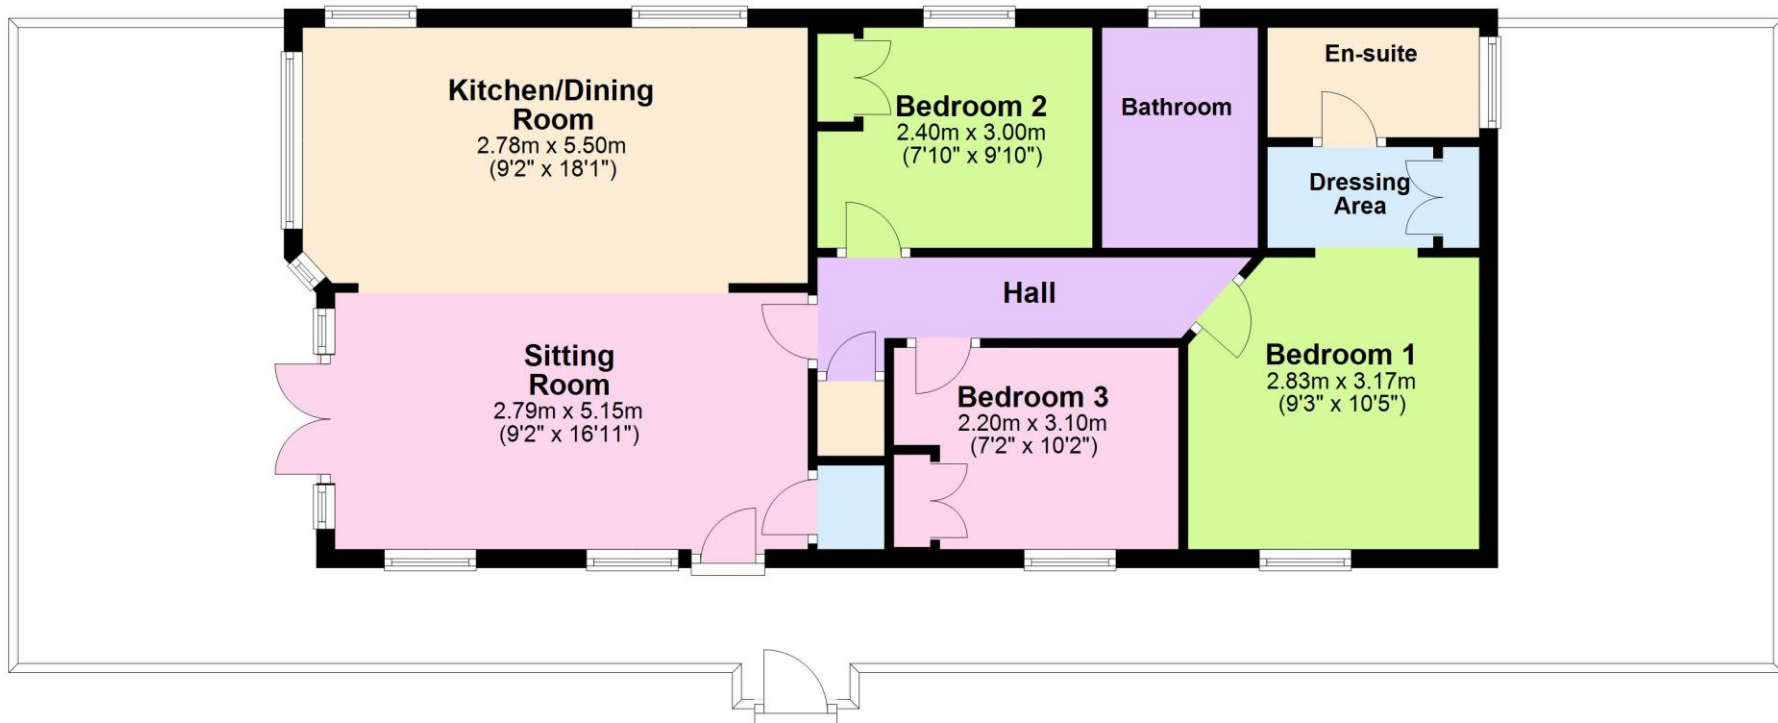 Kitchen/Dining
Room
2.78m x 5.50m
(9'2" x 18'1")
Bedroom 2
2.40m x 3.00m
(7'10" x 9'10")
Bathroom
En-suite
Dressing
Area
Hall
Sitting
Room
2.79m x 5.15m
(9'2" x 16'11")
Bedroom 3
2.20m x 3.10m
(7'2" x 10'2")
Bedroom 1
2.83m x 3.17m
(9'3" x 10'5")